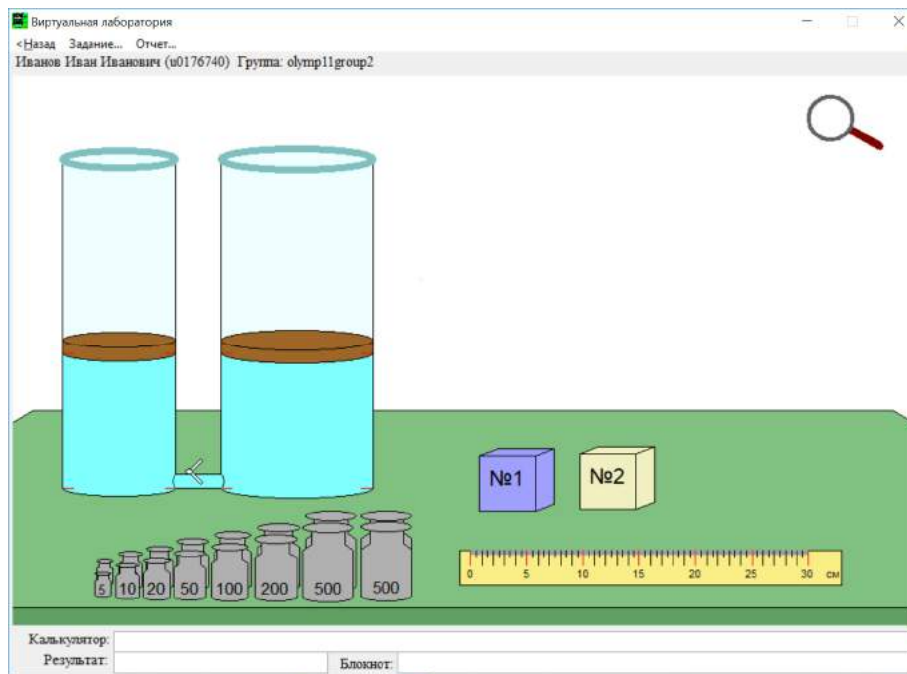 Виртуальная лаборатория
<Назад Задание... Отчет...
Иванов Иван Иванович (u0176740) Группа: olymp11group2
№1 №2
5 10 20 50 100 200 500 500
0 5 10 15 20 25 30 см
Калькулятор:
Результат: Блокнот: